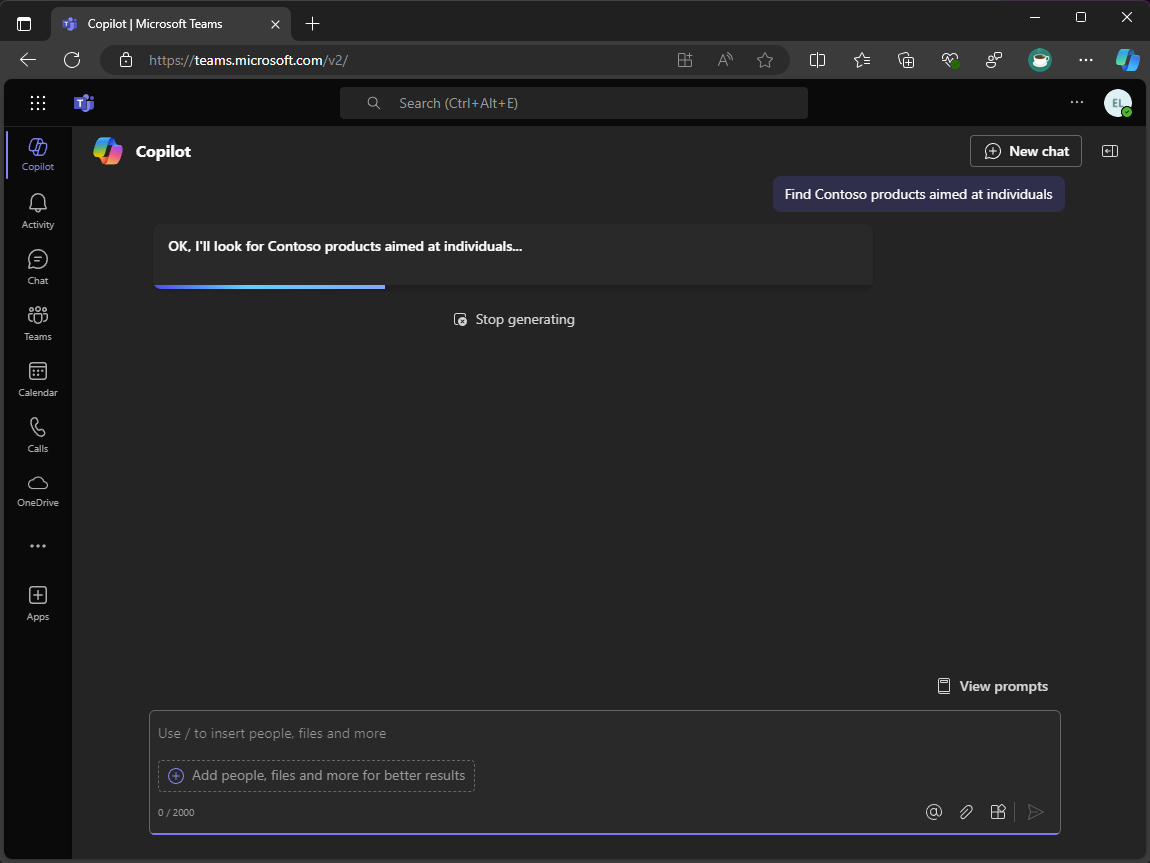 Copilot | Microsoft Teams
https://teams.microsoft.com/v2/
Search (Ctrl+Alt+E)
EL
Copilot
Activity
Chat
Teams
Calendar
Calls
OneDrive
Apps
Copilot
New chat
Find Contoso products aimed at individuals
OK, I'll look for Contoso products aimed at individuals...
Stop generating
View prompts
Use / to insert people, files and more
Add people, files and more for better results
0 / 2000